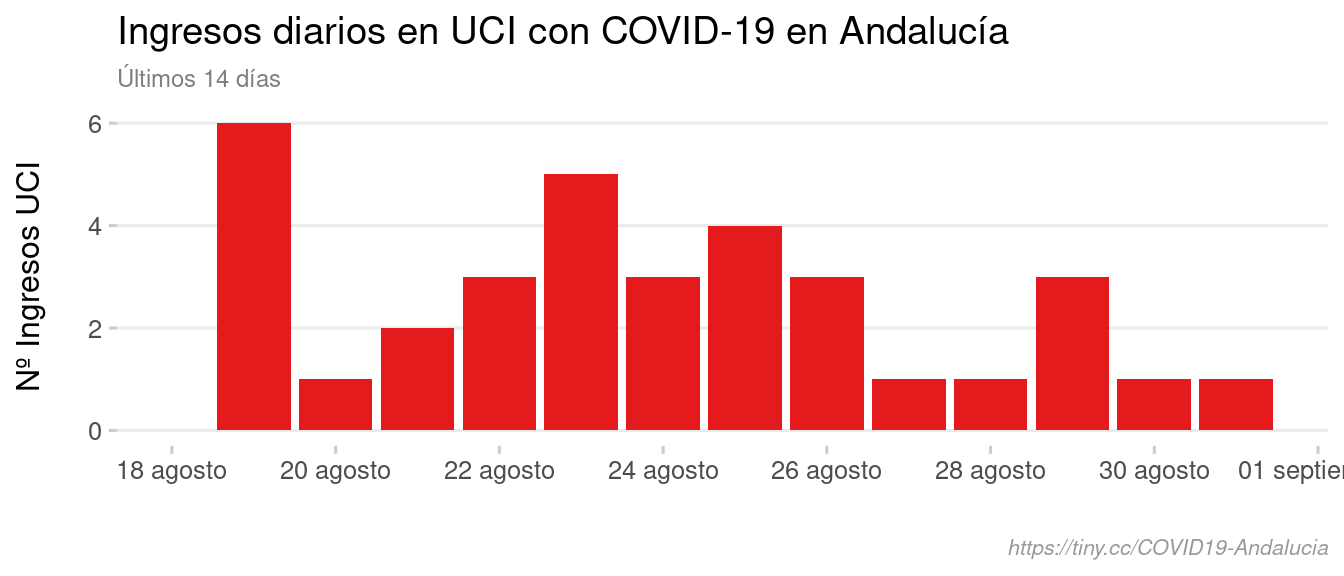 Ingresos diarios en UCI con COVID-19 en Andalucía
Últimos 14 días
Nº Ingresos UCI
6
4
2
0
18 agosto 20 agosto 22 agosto 24 agosto 26 agosto 28 agosto 30 agosto 01 septier
https://tiny.cc/COVID19-Andalucia